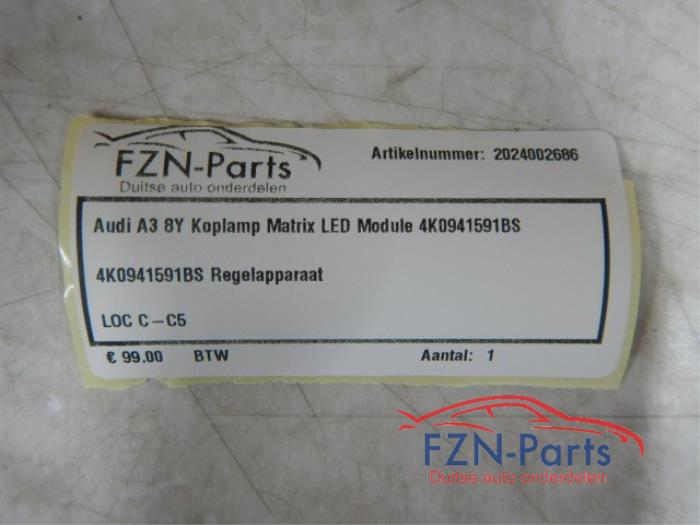 FZN-Parts
Duitse auto onderdelen
Artikelnummer: 2024002686
Audi A3 8Y Koplamp Matrix LED Module 4K0941591BS
4K0941591BS Regelapparaat
LOC C-C5
€ 99.00 BTW Aantal: 1
FZN-Parts
Duitse auto onderdelen